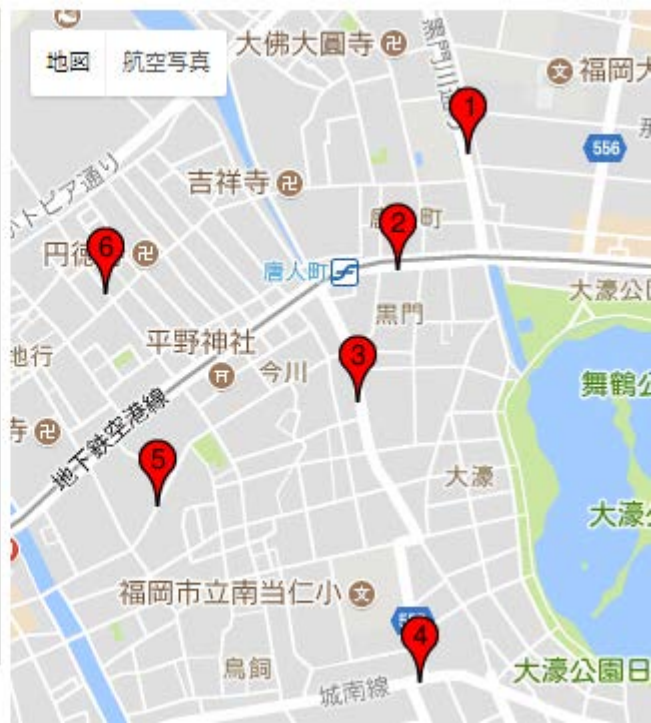 地図 航空写真
大佛大圓寺
黒門川通り
福岡大
1
556
吉祥寺
2
町
6
円徳
唐人町
大濠公
黒門
平野神社
3
今川
地行
舞鶴公
寺
地下鉄空港線
5
大濠
大濠公
福岡市立南当仁小
4
鳥飼
城南線
大濠公園日